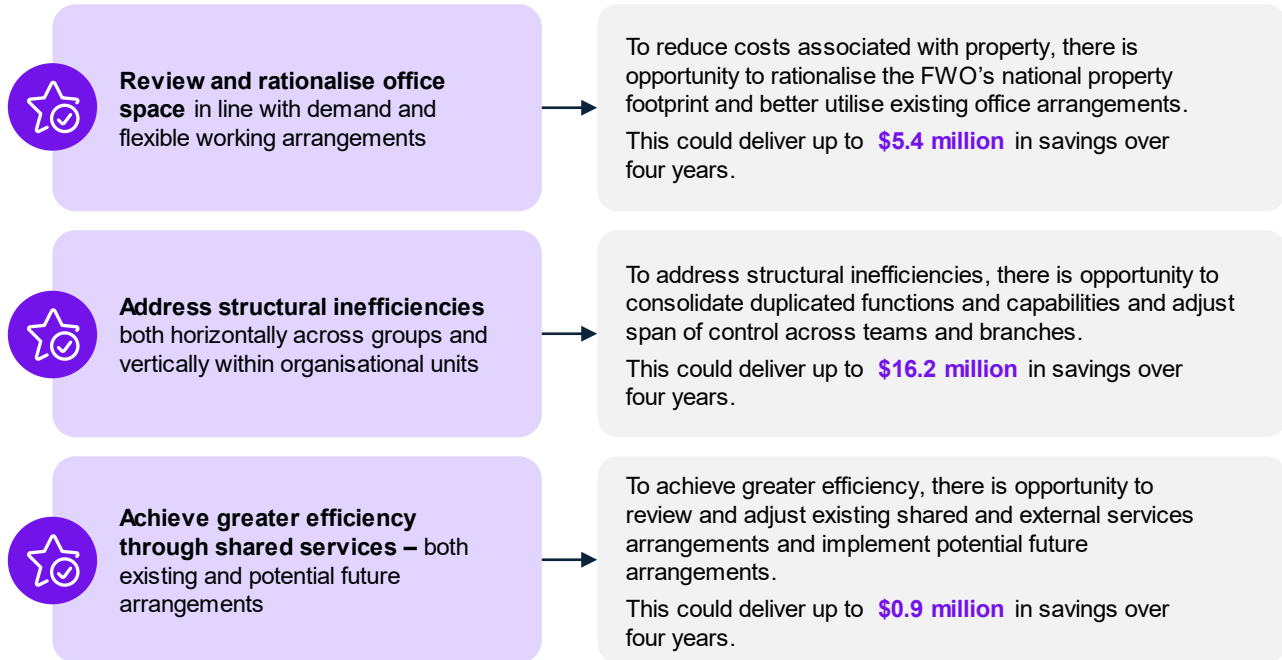 Review and rationalise office
space in line with demand and
flexible working arrangements
To reduce costs associated with property, there is
opportunity to rationalise the FWO's national property
footprint and better utilise existing office arrangements.
This could deliver up to $5.4 million in savings over
four years.
Address structural inefficiencies
both horizontally across groups and
vertically within organisational units
To address structural inefficiencies, there is opportunity to
consolidate duplicated functions and capabilities and adjust
span of control across teams and branches.
This could deliver up to $16.2 million in savings over
four years.
Achieve greater efficiency
through shared services – both
existing and potential future
arrangements
To achieve greater efficiency, there is opportunity to
review and adjust existing shared and external services
arrangements and implement potential future
arrangements.
This could deliver up to $0.9 million in savings over
four years.